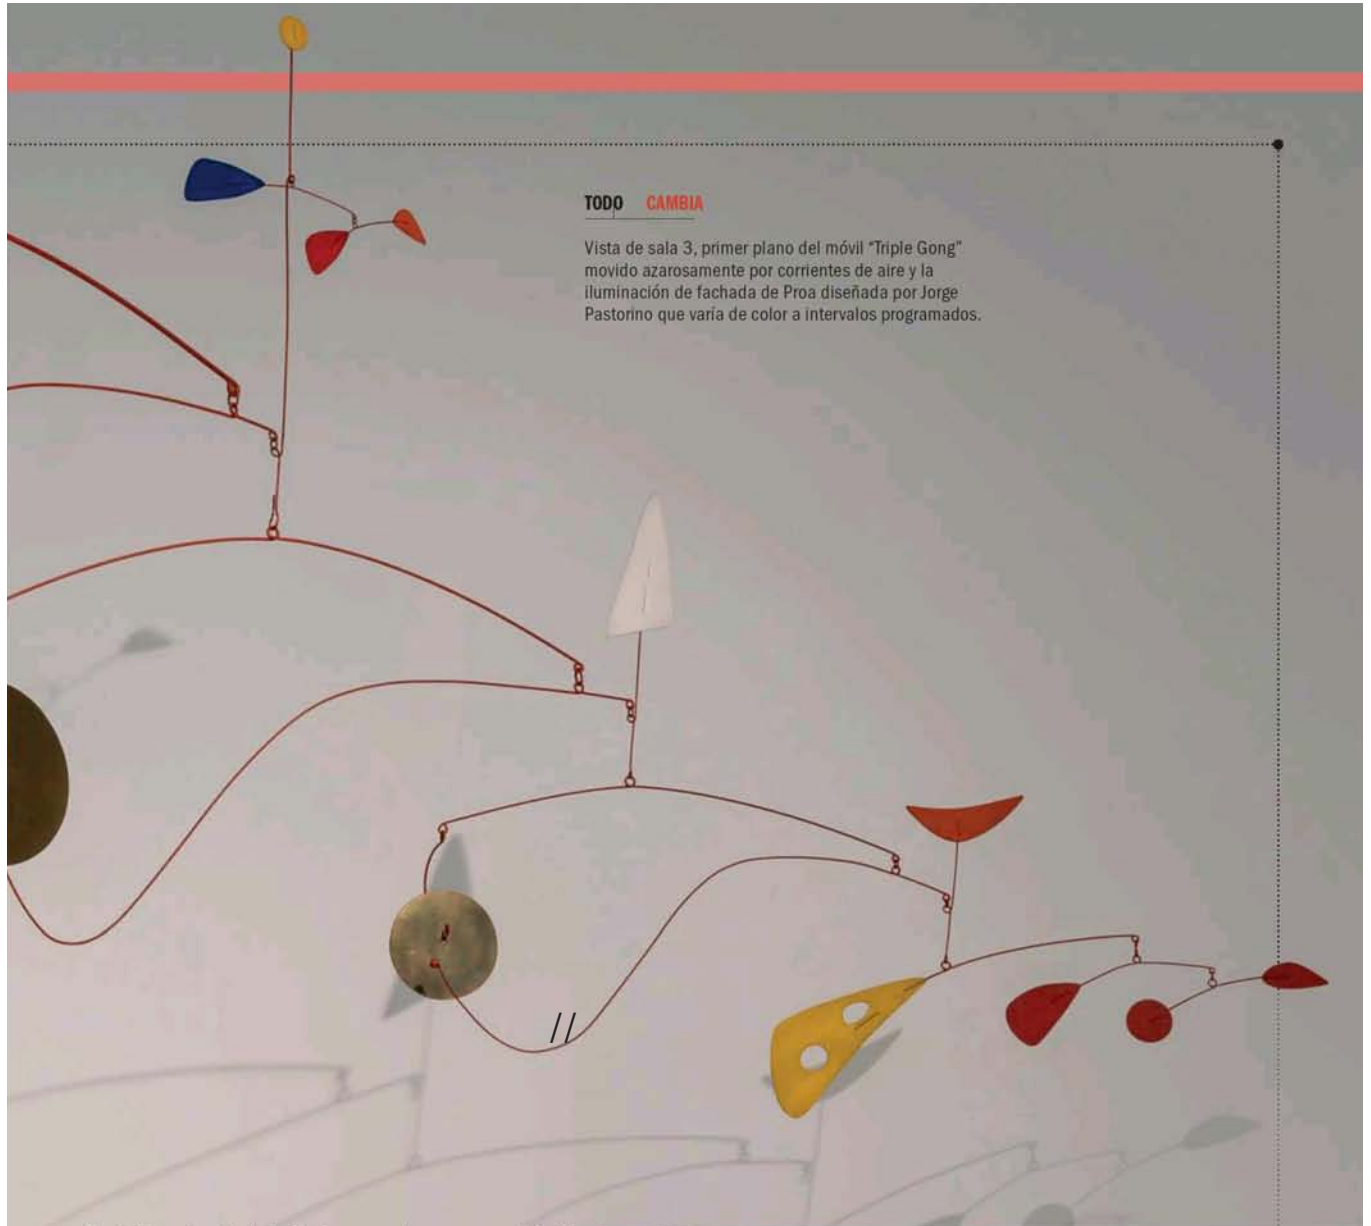 TODO CAMBIA
Vista de sala 3, primer plano del móvil “Triple Gong”
movido azarosamente por corrientes de aire y la
iluminación de fachada de Proa diseñada por Jorge
Pastorino que varía de color a intervalos programados.
//